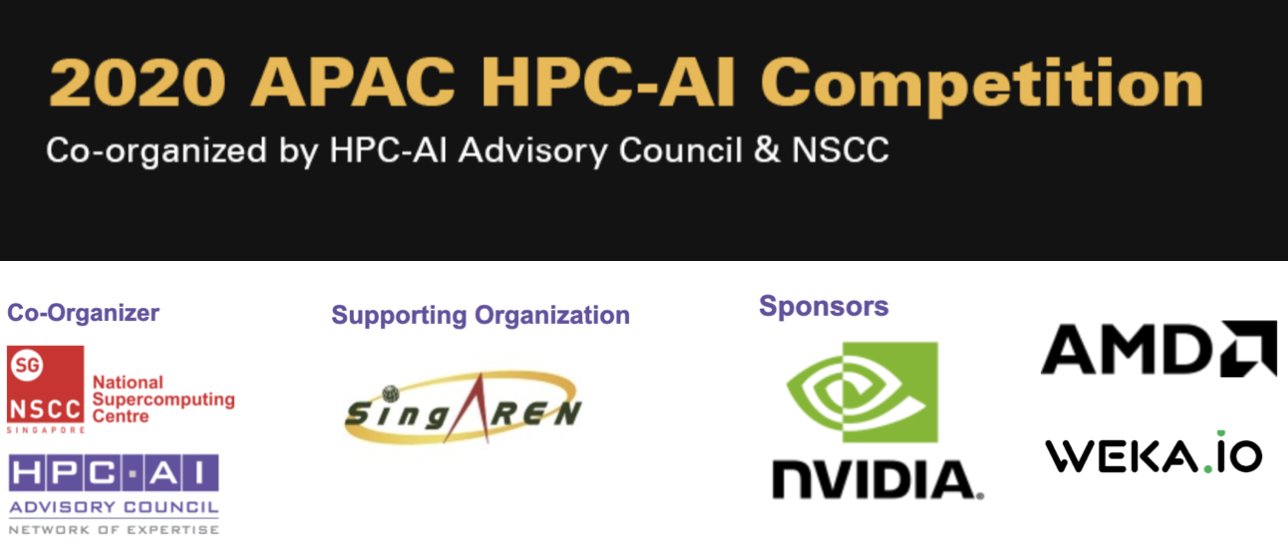 2020 APAC HPC-AI Competition
Co-organized by HPC-AI Advisory Council & NSCC
Co-Organizer
SG
NSCC
SINGAPORE
National
Supercomputing
Centre
HPC·AI
ADVISORY COUNCIL
NETWORK OF EXPERTISE
Supporting Organization
SingAREN
Sponsors
NVIDIA.
AMD
WEKA.iO